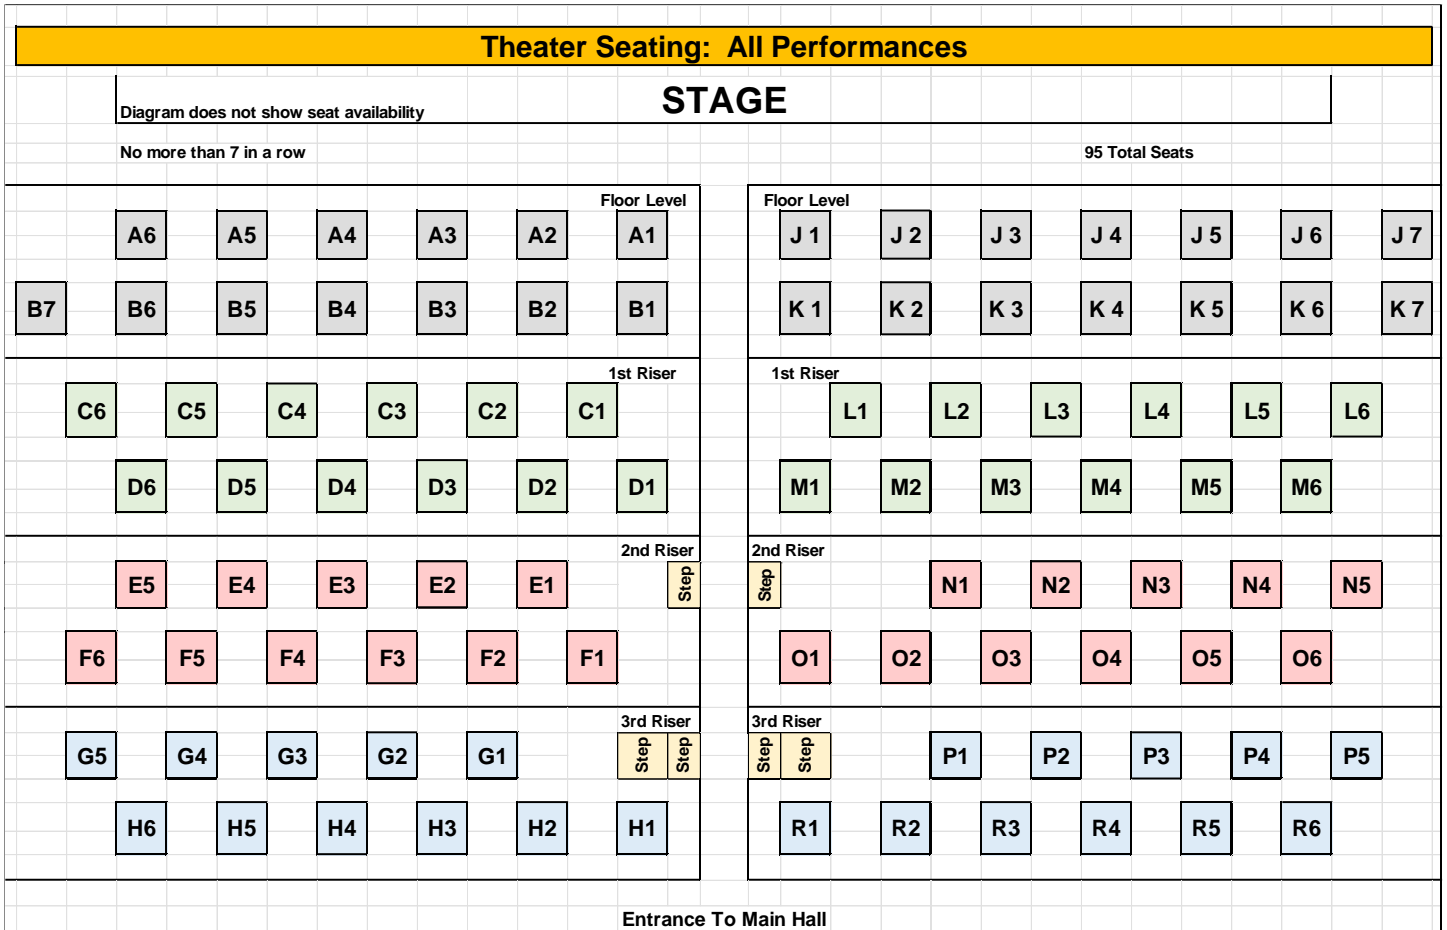 Theater Seating: All Performances
STAGE
Diagram does not show seat availability
No more than 7 in a row
95 Total Seats
Floor Level Floor Level
A6 A5 A4 A3 A2 A1 J 1 J 2 J 3 J 4 J 5 J 6 J 7
B7 B6 B5 B4 B3 B2 B1 K 1 K 2 K 3 K 4 K 5 K 6 K 7
1st Riser 1st Riser
C6 C5 C4 C3 C2 C1 L1 L2 L3 L4 L5 L6
D6 D5 D4 D3 D2 D1 M1 M2 M3 M4 M5 M6
2nd Riser 2nd Riser
E5 E4 E3 E2 E1 Step Step N1 N2 N3 N4 N5
F6 F5 F4 F3 F2 F1 O1 O2 O3 O4 O5 O6
3rd Riser 3rd Riser
G5 G4 G3 G2 G1 Step Step Step Step P1 P2 P3 P4 P5
H6 H5 H4 H3 H2 H1 R1 R2 R3 R4 R5 R6
Entrance To Main Hall